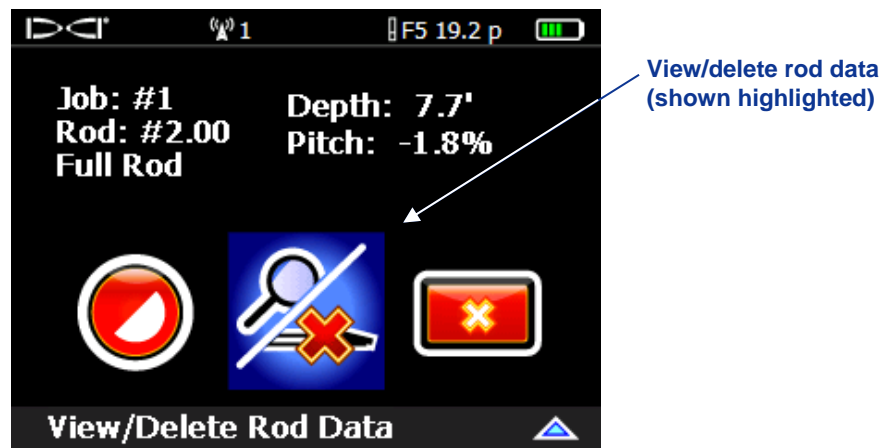 DCI 1 F5 19.2 p
Job: #1
Rod: #2.00
Full Rod
Depth: 7.7'
Pitch: -1.8%
View/Delete Rod Data
View/delete rod data
(shown highlighted)